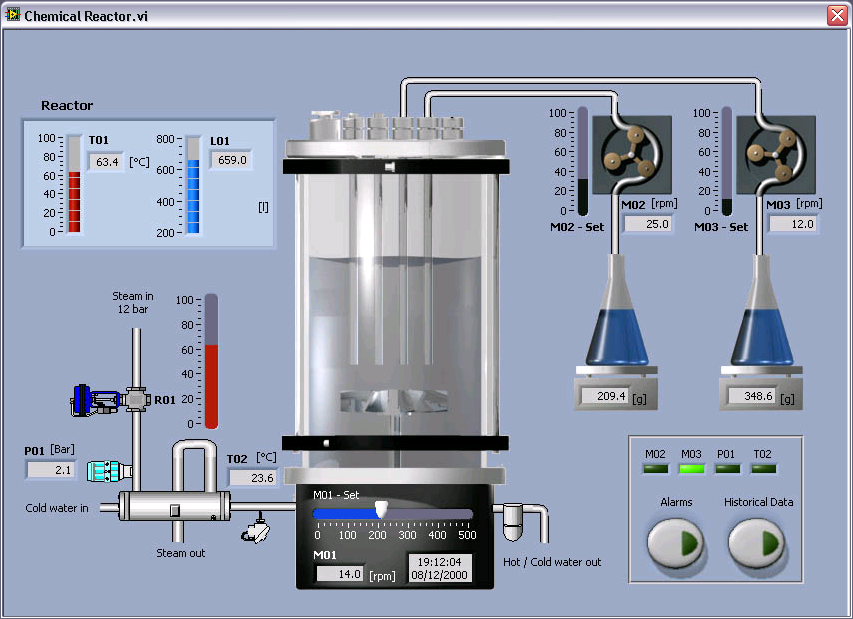 Chemical Reactor.vi
Reactor
100
80
60
40
20
0
T01
63.4 [°C]
800
600
400
200
L01
659.0
[l]
100
80
60
40
20
0
M02 - Set
M02 [rpm]
25.0
100
80
60
40
20
0
M03 - Set
M03 [rpm]
12.0
209.4 [g]
348.6 [g]
Steam in
12 bar
100
80
60
40
20
0
R01
P01 [Bar]
2.1
T02 [°C]
23.6
Cold water in
Steam out
M01 - Set
0 100 200 300 400 500
M01
14.0 [rpm]
19:12:04
08/12/2000
Hot / Cold water out
M02 M03 P01 T02
Alarms Historical Data